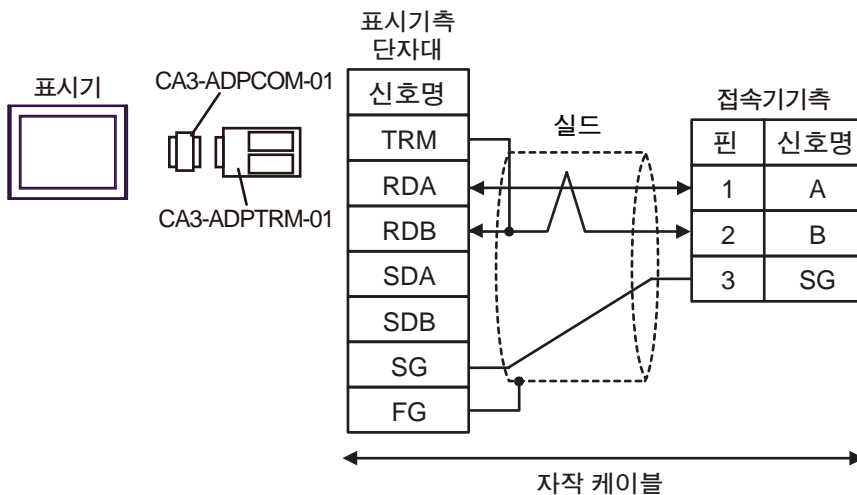 표시기
CA3-ADPCOM-01
CA3-ADPTRM-01
표시기측
단자대
신호명
TRM
RDA
RDB
SDA
SDB
SG
FG
실드
접속기기측
핀 신호명
1 A
2 B
3 SG
자작 케이블